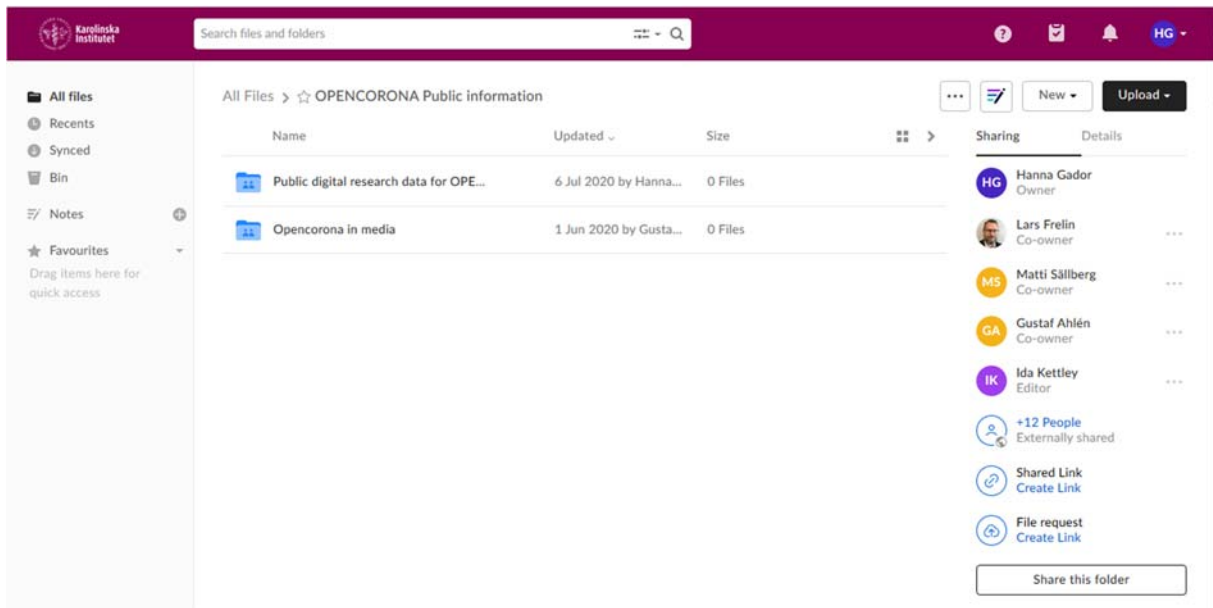 Karolinska
Institutet
Search files and folders
HG
All files
Recents
Synced
Bin
Notes
Favourites
Drag items here for
quick access
All Files > OPENCORONA Public information
New
Upload
Name Updated Size
Public digital research data for OPE... 6 Jul 2020 by Hanna... 0 Files
Opencorona in media 1 Jun 2020 by Gusta... 0 Files
Sharing Details
HG Hanna Gador
Owner
Lars Frelin
Co-owner
MS Matti Sällberg
Co-owner
GA Gustaf Ahlén
Co-owner
IK Ida Kettley
Editor
+12 People
Externally shared
Shared Link
Create Link
File request
Create Link
Share this folder